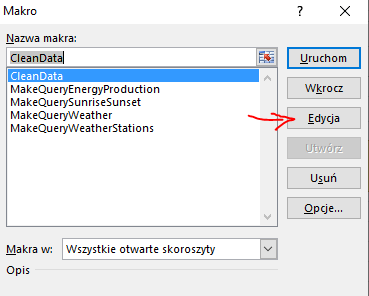 Makro
Nazwa makra:
CleanData
Uruchom
CleanData
MakeQueryEnergyProduction
MakeQuerySunriseSunset
MakeQueryWeather
MakeQueryWeatherStations
Wkrocz
Edycja
Utwórz
Usuń
Opcje...
Makra w: Wszystkie otwarte skoroszyty
Opis